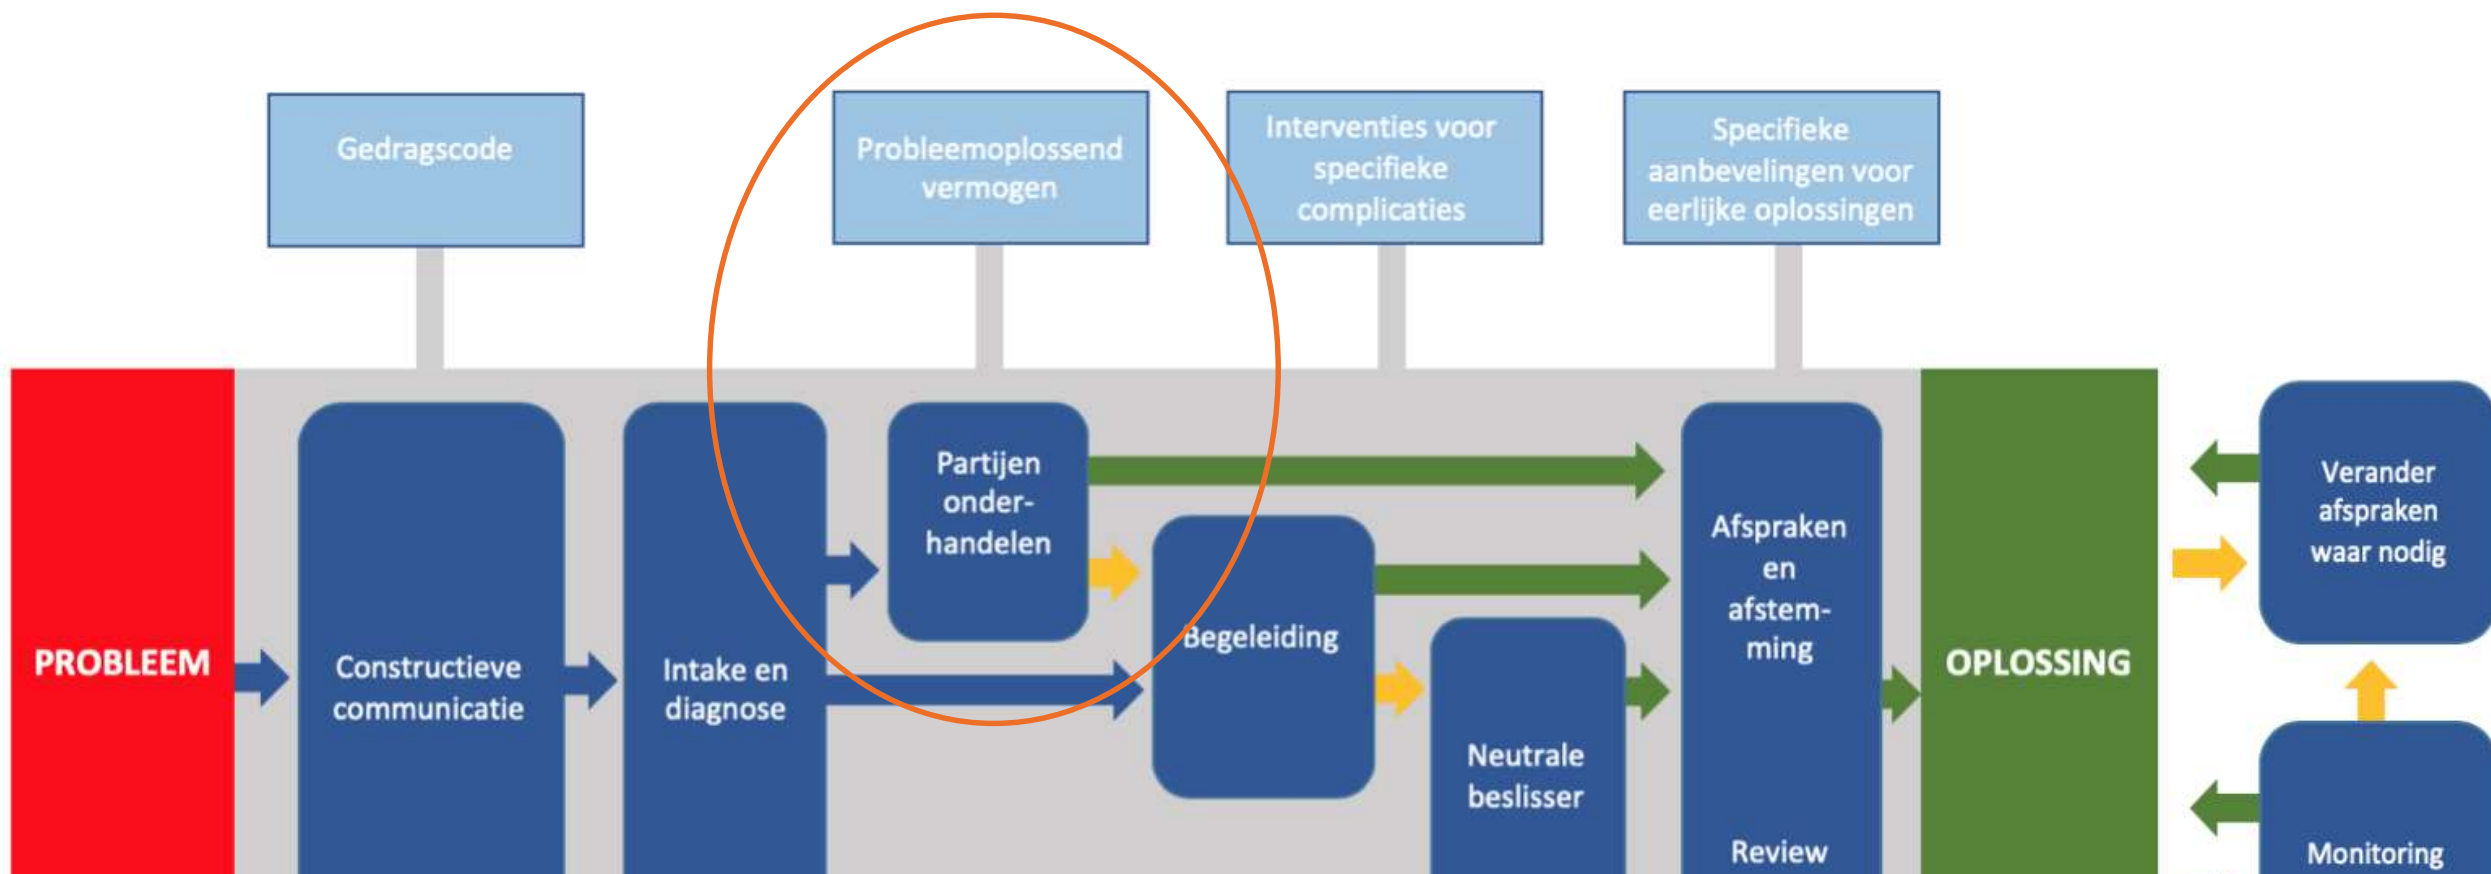 Gedragscode
Probleemoplossend
vermogen
Interventies voor
specifieke
complicaties
Specifieke
aanbevelingen voor
eerlijke oplossingen
PROBLEEM
Constructieve
communicatie
Intake en
diagnose
Partijen
onder-
handelen
Begeleiding
Neutrale
beslisser
Afspraken
en
afstem-
ming
Review
OPLOSSING
Verander
afspraken
waar nodig
Monitoring